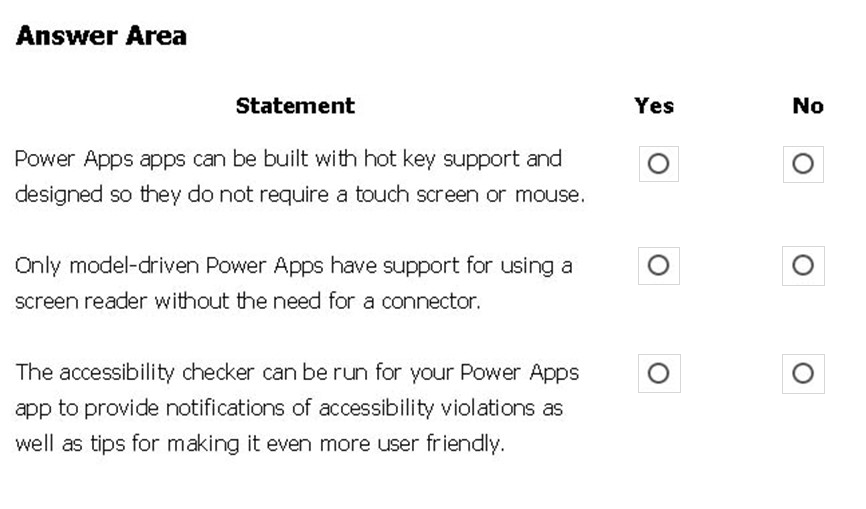 Answer Area
Statement Yes No
Power Apps apps can be built with hot key support and
designed so they do not require a touch screen or mouse.
Only model-driven Power Apps have support for using a
screen reader without the need for a connector.
The accessibility checker can be run for your Power Apps
app to provide notifications of accessibility violations as
well as tips for making it even more user friendly.